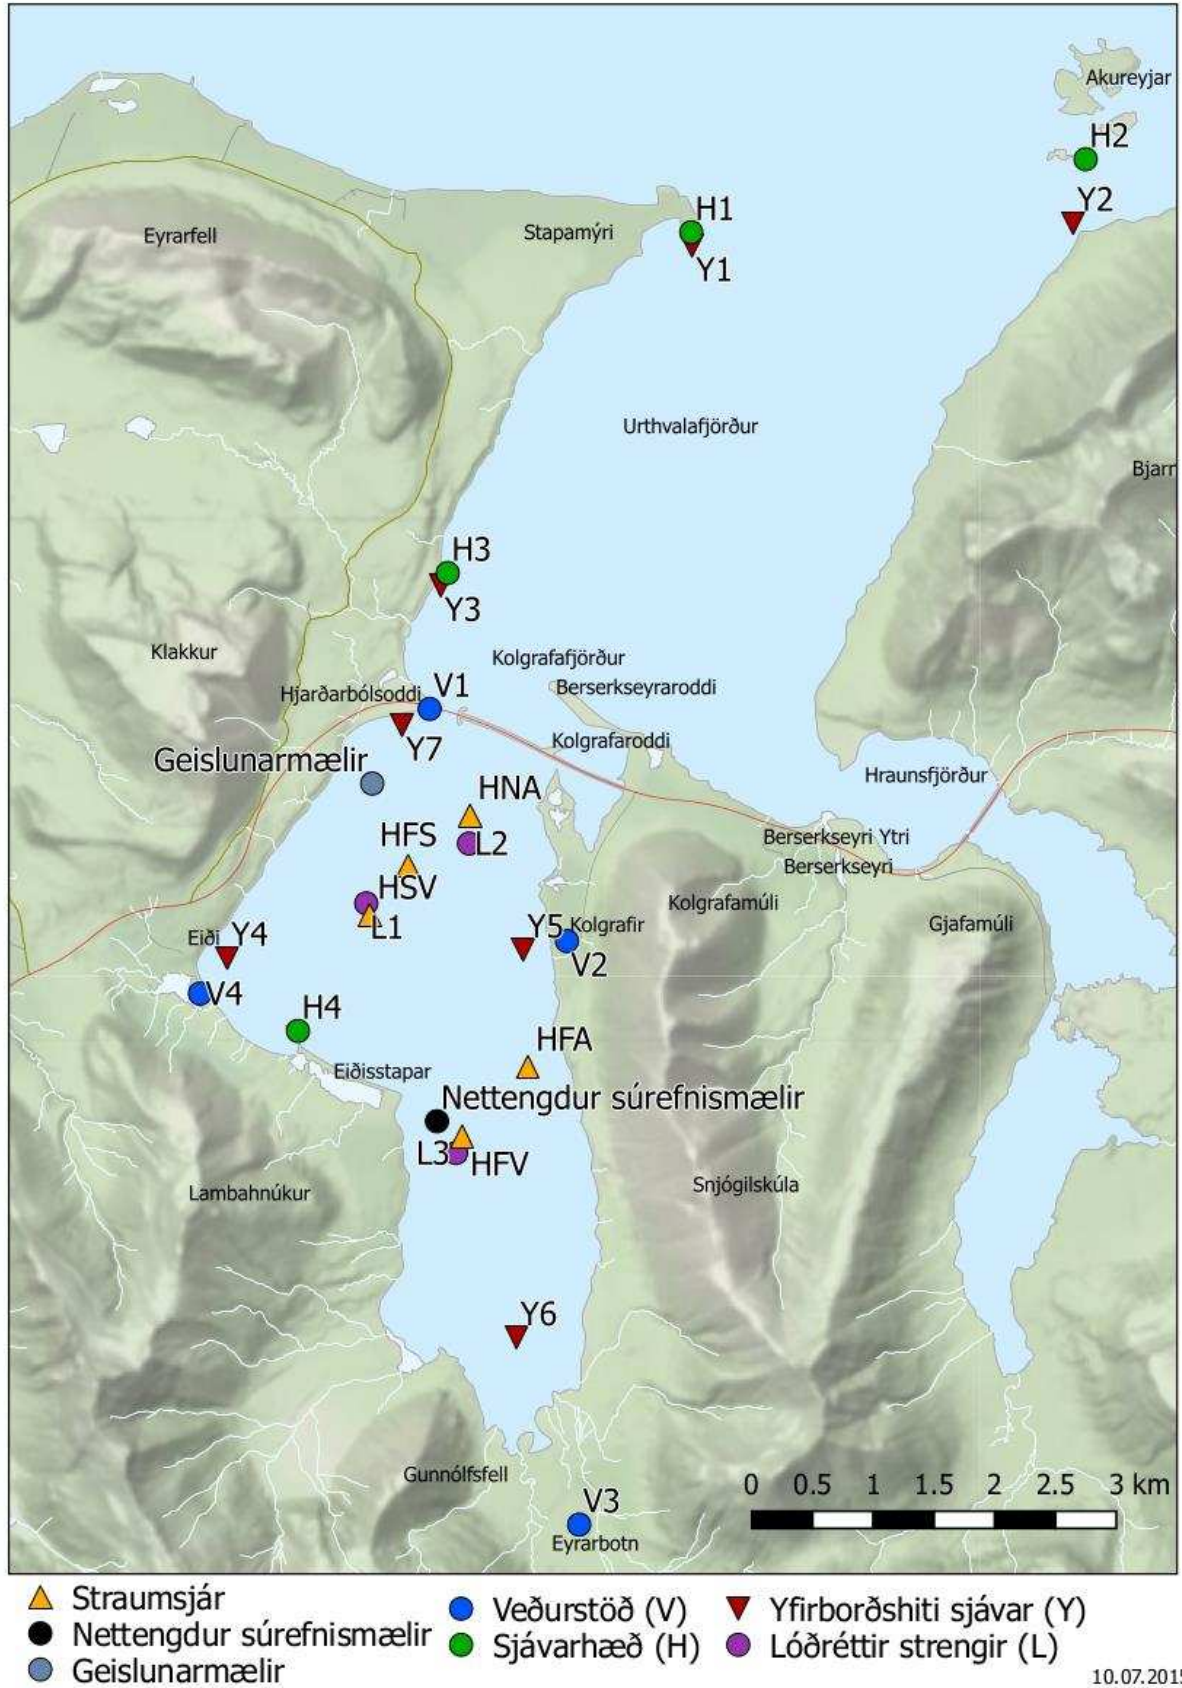 Akureyjar
H2
Y2
H1
Eyrarfell
Stapamýri
Y1
Urthvalafjörður
Bjarn
H3
Y3
Klakkur
Kolgrafafjörður
Hjarðarbólsoddi
V1
Berserkseyraroddi
Y7
Kolgrafaroddi
Geislunarmælir
Hraunsfjörður
HNA
HFS
L2
Berserkseyri Ytri
Berserkseyri
HSV
L1
Kolgrafamúli
Gjafamúli
Eiði
Y4
Y5
Kolgrafir
V2
V4
H4
HFA
Eiðisstapar
Nettengdur súrefnismælir
L3
HFV
Lambahnúkur
Snjógilskúla
Y6
Gunnólfsfell
0 0.5 1 1.5 2 2.5 3 km
V3
Eyrarbotn
Straumsjár
Nettengdur súrefnismælir
Geislunarmælir
Veðurstöð (V)
Sjávarhæð (H)
Yfirborðshiti sjávar (Y)
Lóðréttir strengir (L)
10.07.2015